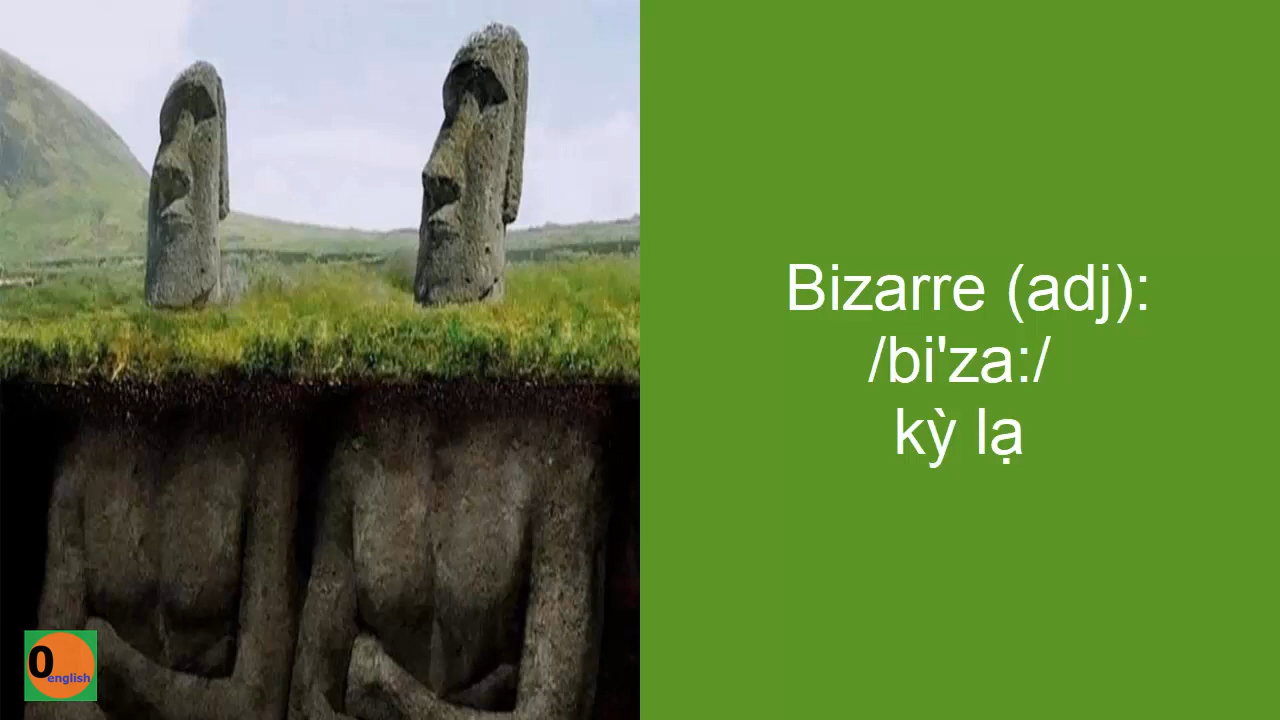 Bizarre (adj):
/bi'za:/
kỳ lạ
0
english